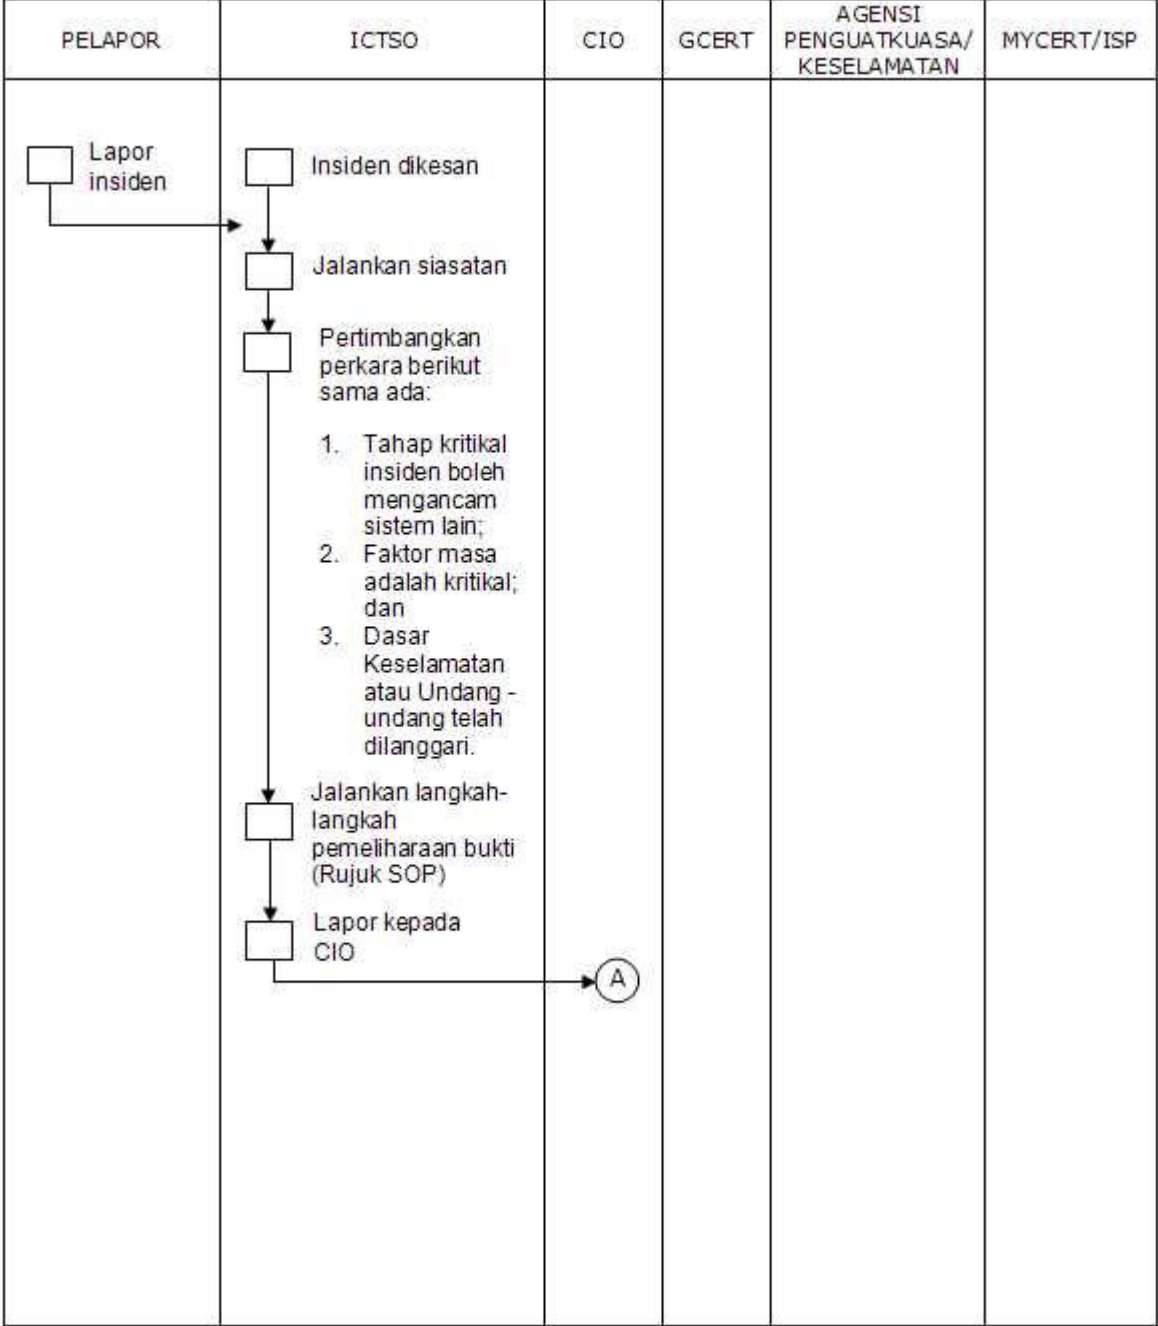 PELAPOR
ICTSO
CIO
GCERT
AGENSI
PENGUATKUASA/
KESELAMATAN
MYCERT/ISP
Lapor
insiden
Insiden dikesan
Jalankan siasatan
Pertimbangkan
perkara berikut
sama ada:
1. Tahap kritikal
insiden boleh
mengancam
sistem lain;
2. Faktor masa
adalah kritikal;
dan
3. Dasar
Keselamatan
atau Undang -
undang telah
dilanggari.
Jalankan langkah-
langkah
pemeliharaan bukti
(Rujuk SOP)
Lapor kepada
CIO
A